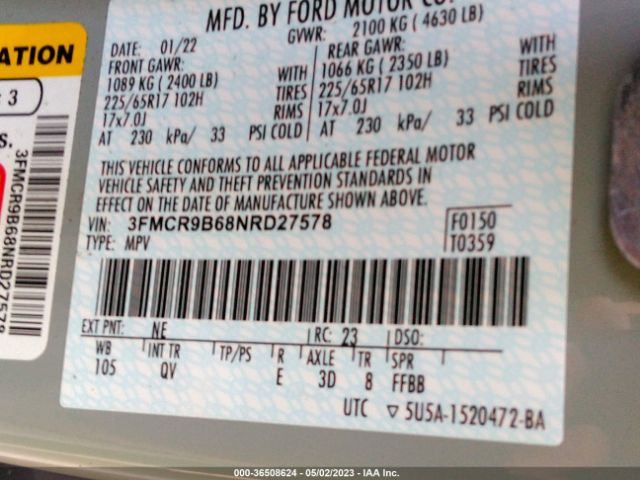 MFD. BY FORD MOTOR CO.
DATE: 01/22
GVWR: 2100 KG ( 4630 LB)
FRONT GAWR:
1089 KG (2400 LB)
225/65R17 102H
17x7.0J
AT 230 kPa/ 33 PSI COLD
WITH
TIRES
RIMS
REAR GAWR:
1066 KG ( 2350 LB)
225/65R17 102H
17x7.0J
AT 230 kPa/ 33 PSI COLD
WITH
TIRES
RIMS
THIS VEHICLE CONFORMS TO ALL APPLICABLE FEDERAL MOTOR
VEHICLE SAFETY AND THEFT PREVENTION STANDARDS IN
EFFECT ON THE DATE OF MANUFACTURE SHOWN ABOVE.
VIN: 3FMCR9B68NRD27578
TYPE: MPV
F0150
T0359
EXT PNT: NE RC: 23 DSO:
WB INT TR TP/PS R AXLE TR SPR
105 QV E 3D 8 FFBB
UTC ▽ 5U5A-1520472-BA
3
3FMCR9B68NRD27578
000-36508624 - 05/02/2023 - IAA Inc.